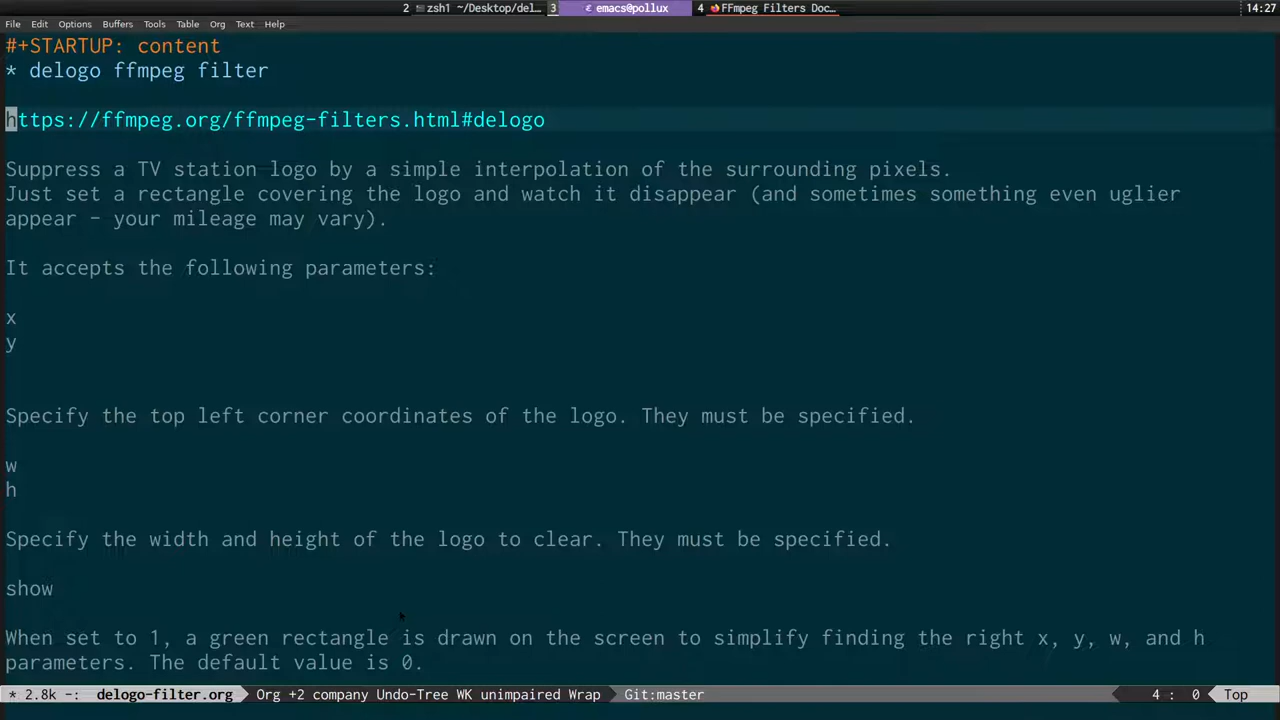 2 zsh1 ~/Desktop/del... 3 emacs@pollux 4 FFmpeg Filters Doc... 14:27
File Edit Options Buffers Tools Table Org Text Help
#+STARTUP: content
* delogo ffmpeg filter
https://ffmpeg.org/ffmpeg-filters.html#delogo
Suppress a TV station logo by a simple interpolation of the surrounding pixels.
Just set a rectangle covering the logo and watch it disappear (and sometimes something even uglier
appear - your mileage may vary).
It accepts the following parameters:
x
y
Specify the top left corner coordinates of the logo. They must be specified.
w
h
Specify the width and height of the logo to clear. They must be specified.
show
When set to 1, a green rectangle is drawn on the screen to simplify finding the right x, y, w, and h
parameters. The default value is 0.
* 2.8k -: delogo-filter.org Org +2 company Undo-Tree WK unimpaired Wrap Git:master 4 : 0 Top